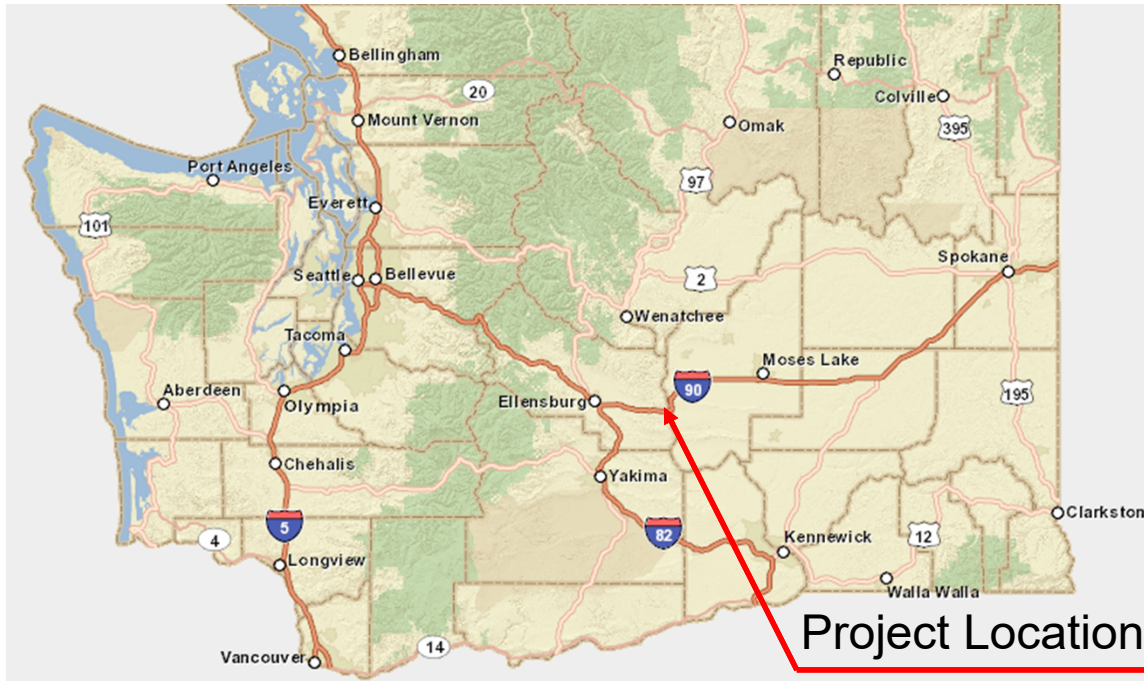 Bellingham
Republic
20
Colville
Mount Vernon
Omak
395
Port Angeles
97
Everett
101
Spokane
Seattle
Bellevue
2
Wenatchee
Tacoma
Moses Lake
90
Aberdeen
Ellensburg
195
Olympia
Chehalis
Yakima
Clarkston
5
82
12
4
Kennewick
Longview
Walla Walla
Project Location
14
Vancouver